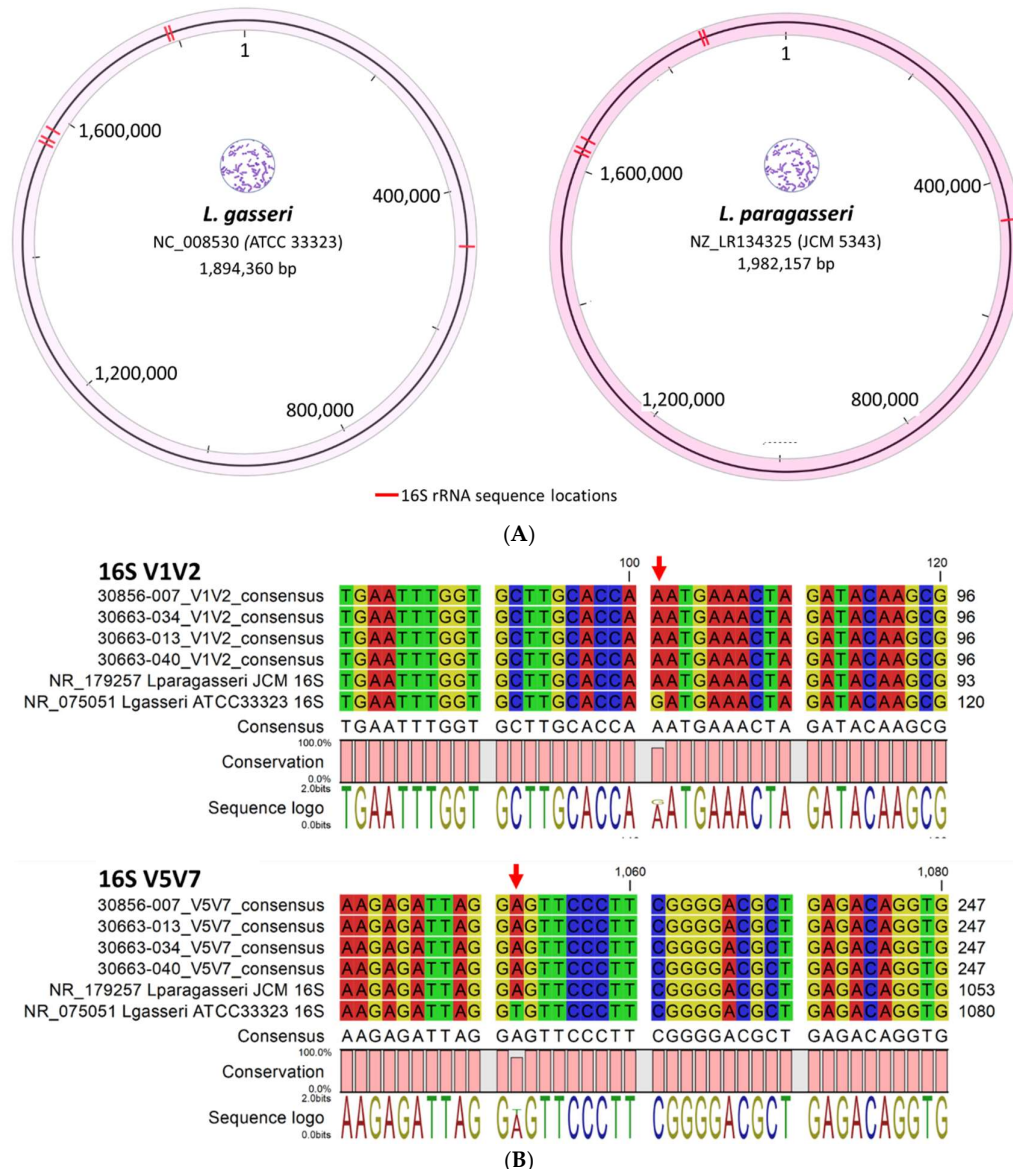 1
1
1,600,000
1,600,000
400,000
400,000
L. gasseri
L. paragasseri
NC_008530 (ATCC 33323)
NZ_LR134325 (JCM 5343)
1,894,360 bp
1,982,157 bp
1,200,000
1,200,000
800,000
800,000
16S rRNA sequence locations
(A)
16S V1V2
100 120
30856-007_V1V2_consensus TGAATTTGGT GCTTGCACCA AATGAAACTA GATACAAGCG 96
30663-034_V1V2_consensus TGAATTTGGT GCTTGCACCA AATGAAACTA GATACAAGCG 96
30663-013_V1V2_consensus TGAATTTGGT GCTTGCACCA AATGAAACTA GATACAAGCG 96
30663-040_V1V2_consensus TGAATTTGGT GCTTGCACCA AATGAAACTA GATACAAGCG 96
NR_179257 Lparagasseri JCM 16S TGAATTTGGT GCTTGCACCA AATGAAACTA GATACAAGCG 93
NR_075051 Lgasseri ATCC33323 16S TGAATTTGGT GCTTGCACCA GATGAAACTA GATACAAGCG 120
Consensus TGAATTTGGT GCTTGCACCA AATGAAACTA GATACAAGCG
100.0%
Conservation
0.0%
2.0bits
Sequence logo TGAATTTGGT GCTTGCACCA AATGAAACTA GATACAAGCG
0.0bits
16S V5V7
1,060 1,080
30856-007_V5V7_consensus AAGAGATTAG GAGTTCCCTT CGGGGACGCT GAGACAGGTG 247
30663-013_V5V7_consensus AAGAGATTAG GAGTTCCCTT CGGGGACGCT GAGACAGGTG 247
30663-034_V5V7_consensus AAGAGATTAG GAGTTCCCTT CGGGGACGCT GAGACAGGTG 247
30663-040_V5V7_consensus AAGAGATTAG GAGTTCCCTT CGGGGACGCT GAGACAGGTG 247
NR_179257 Lparagasseri JCM 16S AAGAGATTAG GAGTTCCCTT CGGGGACGCT GAGACAGGTG 1053
NR_075051 Lgasseri ATCC33323 16S AAGAGATTAG GTGTTCCCTT CGGGGACGCT GAGACAGGTG 1080
Consensus AAGAGATTAG GAGTTCCCTT CGGGGACGCT GAGACAGGTG
100.0%
Conservation
0.0%
2.0bits
Sequence logo AAGAGATTAG GAGTTCCCTT CGGGGACGCT GAGACAGGTG
0.0bits
(B)